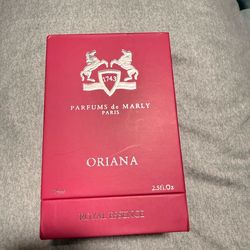 1743
PARFUMS de MARLY
PARIS
ORIANA
2.5fl.Oz
ROYAL ESSENCE